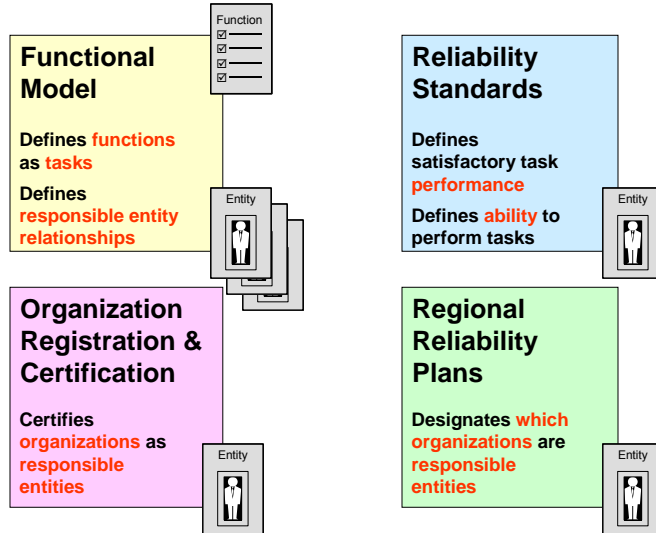 Function
Functional
Model
Defines functions
as tasks
Defines
responsible entity
relationships
Entity
Reliability
Standards
Defines
satisfactory task
performance
Defines ability to
perform tasks
Entity
Organization
Registration &
Certification
Certifies
organizations as
responsible
entities
Entity
Regional
Reliability
Plans
Designates which
organizations are
responsible
entities
Entity